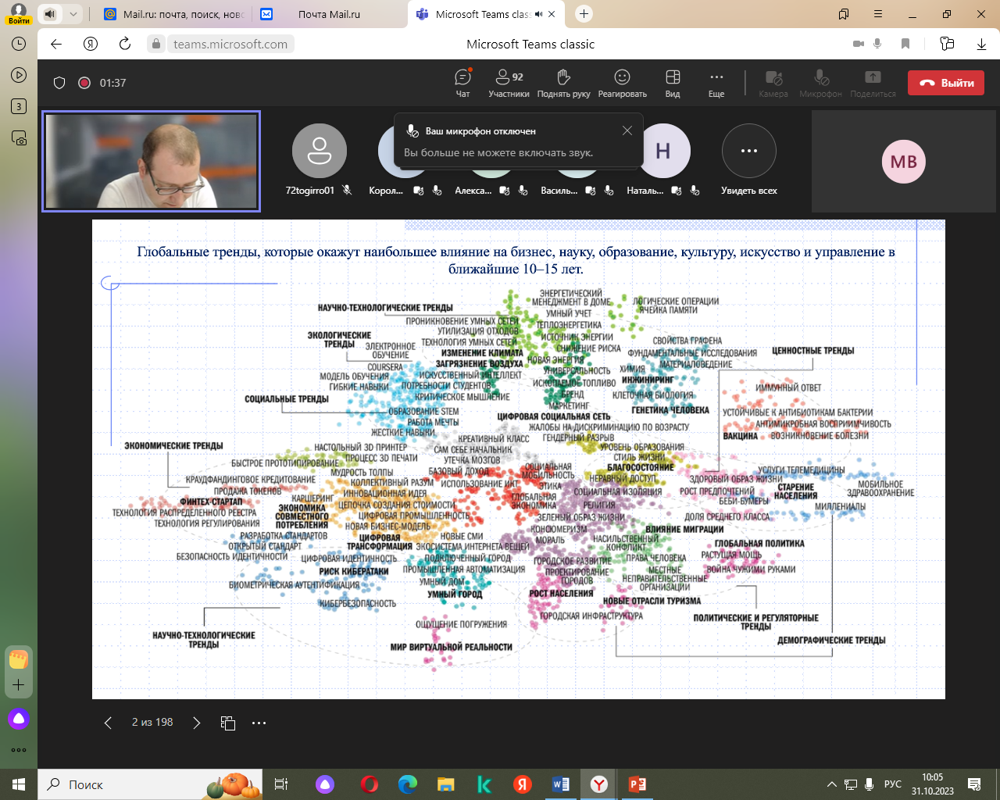 Войти
Mail.ru: почта, поиск, нов
Почта Mail.ru
Microsoft Teams clas
teams.microsoft.com
Microsoft Teams classic
3
01:37
92
Чат
Участники
Поднять руку
Реагировать
Вид
Еще
Камера
Микрофон
Поделиться
Выйти
Ваш микрофон отключен
Вы больше не можете включать звук.
Н
МВ
72togirro01
Корол...
Алекса...
Василь...
Наталь...
Увидеть всех
Глобальные тренды, которые окажут наибольшее влияние на бизнес, науку, образование, культуру, искусство и управление в
ближайшие 10–15 лет.
ЭНЕРГЕТИЧЕСКИЙ
МЕНЕДЖМЕНТ В ДОМЕ
ЛОГИЧЕСКИЕ ОПЕРАЦИИ
ЯЧЕЙКА ПАМЯТИ
НАУЧНО-ТЕХНОЛОГИЧЕСКИЕ ТРЕНДЫ
УМНЫЙ УЧЕТ
ПРОНИКНОВЕНИЕ УМНЫХ СЕТЕЙ
ТЕПЛОЭНЕРГЕТИКА
УТИЛИЗАЦИЯ ОТХОДОВ
ЭКОЛОГИЧЕСКИЕ
ТРЕНДЫ
ИСТОЧНИК ЭНЕРГИИ
ТЕХНОЛОГИЯ УМНЫХ СЕТЕЙ
СВОЙСТВА ГРАФЕНА
ЭЛЕКТРОННОЕ
ОБУЧЕНИЕ
СНИЖЕНИЕ РИСКА
ЦЕННОСТНЫЕ ТРЕНДЫ
ИЗМЕНЕНИЕ КЛИМАТА
ФУНДАМЕНТАЛЬНЫЕ ИССЛЕДОВАНИЯ
ЗАГРЯЗНЕНИЕ ВОЗДУХА
НОВАЯ ЭНЕРГИЯ
МАТЕРИАЛОВЕДЕНИЕ
COURSERA
ХИМИЯ
УНИВЕРСАЛЬНОСТЬ
МОДЕЛЬ ОБУЧЕНИЯ
ИСКУССТВЕННЫЙ ИНТЕЛЛЕКТ
ИНЖИНИРИНГ
ГИБКИЕ НАВЫКИ
ПОТРЕБНОСТИ СТУДЕНТОВ
ИСКОПАЕМОЕ ТОПЛИВО
ИММУННЫЙ ОТВЕТ
КРИТИЧЕСКОЕ МЫШЛЕНИЕ
БРЕНД
КЛЕТОЧНАЯ БИОЛОГИЯ
СОЦИАЛЬНЫЕ ТРЕНДЫ
МАРКЕТИНГ
ОБРАЗОВАНИЕ STEM
ГЕНЕТИКА ЧЕЛОВЕКА
УСТОЙЧИВЫЕ К АНТИБИОТИКАМ БАКТЕРИИ
ЦИФРОВАЯ СОЦИАЛЬНАЯ СЕТЬ
РАБОТА МЕЧТЫ
АНТИМИКРОБНАЯ ВОСПРИИМЧИВОСТЬ
ЖАЛОБЫ НА ДИСКРИМИНАЦИЮ ПО ВОЗРАСТУ
ЖЕСТКИЕ НАВЫКИ
ВАКЦИНА
ВОЗНИКНОВЕНИЕ БОЛЕЗНИ
КРЕАТИВНЫЙ КЛАСС
ГЕНДЕРНЫЙ РАЗРЫВ
ЭКОНОМИЧЕСКИЕ ТРЕНДЫ
НАСТОЛЬНЫЙ 3D ПРИНТЕР
САМ СЕБЕ НАЧАЛЬНИК
УРОВЕНЬ ОБРАЗОВАНИЯ
ПРОЦЕСС 3D ПЕЧАТИ
УТЕЧКА МОЗГОВ
СТИЛЬ ЖИЗНИ
БЫСТРОЕ ПРОТОТИПИРОВАНИЕ
СОЦИАЛЬНАЯ
МОБИЛЬНОСТЬ
БЛАГОСОСТОЯНИЕ
УСЛУГИ ТЕЛЕМЕДИЦИНЫ
МУДРОСТЬ ТОЛПЫ
БАЗОВЫЙ ДОХОД
НЕРАВНЫЙ ДОСТУП
ЗДОРОВЫЙ ОБРАЗ ЖИЗНИ
КРАУДФАНДИНГОВОЕ КРЕДИТОВАНИЕ
КОЛЛЕКТИВНЫЙ РАЗУМ
ИСПОЛЬЗОВАНИЕ ИКТ
ЭТИКА
СТАРЕНИЕ
НАСЕЛЕНИЯ
МОБИЛЬНОЕ
ЗДРАВООХРАНЕНИЕ
ПРОДАЖА ТОКЕНОВ
ИННОВАЦИОННАЯ ИДЕЯ
СОЦИАЛЬНАЯ ИЗОЛЯЦИЯ
РОСТ ПРЕДПОЧТЕНИЙ
ФИНТЕХ-СТАРТАП
КАРШЕРИНГ
ГЛОБАЛЬНАЯ
ЭКОНОМИКА
БЕБИ-БУМЕРЫ
ЦЕПОЧКА СОЗДАНИЯ СТОИМОСТИ
РЕЛИГИЯ
МИЛЛЕНИАЛЫ
ТЕХНОЛОГИЯ РАСПРЕДЕЛЕННОГО РЕЕСТРА
ЭКОНОМИКА
СОВМЕСТНОГО
ПОТРЕБЛЕНИЯ
ЦИФРОВАЯ ПРОМЫШЛЕННОСТЬ
ЗЕЛЕНЫЙ ОБРАЗ ЖИЗНИ
ДОЛЯ СРЕДНЕГО КЛАССА
ТЕХНОЛОГИЯ РЕГУЛИРОВАНИЯ
НОВАЯ БИЗНЕС-МОДЕЛЬ
КОНСЮМЕРИЗМ
ВЛИЯНИЕ МИГРАЦИИ
РАЗРАБОТКА СТАНДАРТОВ
ЦИФРОВАЯ
ТРАНСФОРМАЦИЯ
НОВЫЕ СМИ
МОРАЛЬ
НАСИЛЬСТВЕННЫЙ
КОНФЛИКТ
ГЛОБАЛЬНАЯ ПОЛИТИКА
ОТКРЫТЫЙ СТАНДАРТ
ЭКОСИСТЕМА ИНТЕРНЕТА ВЕЩЕЙ
РАСТУЩАЯ МОЩЬ
БЕЗОПАСНОСТЬ ИДЕНТИЧНОСТИ
ЦИФРОВАЯ ИДЕНТИЧНОСТЬ
ПОДКЛЮЧЕННЫЙ ГОРОД
ГОРОДСКОЕ РАЗВИТИЕ
ПРАВА ЧЕЛОВЕКА
РИСК КИБЕРАТАКИ
ПРОМЫШЛЕННАЯ АВТОМАТИЗАЦИЯ
ПРОЕКТИРОВАНИЕ
ГОРОДОВ
МЕСТНЫЕ
НЕПРАВИТЕЛЬСТВЕННЫЕ
ОРГАНИЗАЦИИ
ВОЙНА ЧУЖИМИ РУКАМИ
БИОМЕТРИЧЕСКАЯ АУТЕНТИФИКАЦИЯ
УМНЫЙ ДОМ
УМНЫЙ ГОРОД
РОСТ НАСЕЛЕНИЯ
НОВЫЕ ОТРАСЛИ ТУРИЗМА
КИБЕРБЕЗОПАСНОСТЬ
ГОРОДСКАЯ ИНФРАСТРУКТУРА
ПОЛИТИЧЕСКИЕ И РЕГУЛЯТОРНЫЕ
ТРЕНДЫ
ОЩУЩЕНИЕ ПОГРУЖЕНИЯ
НАУЧНО-ТЕХНОЛОГИЧЕСКИЕ
ТРЕНДЫ
МИР ВИРТУАЛЬНОЙ РЕАЛЬНОСТИ
ДЕМОГРАФИЧЕСКИЕ ТРЕНДЫ
2 из 198
Поиск
РУС
10:05
31.10.2023